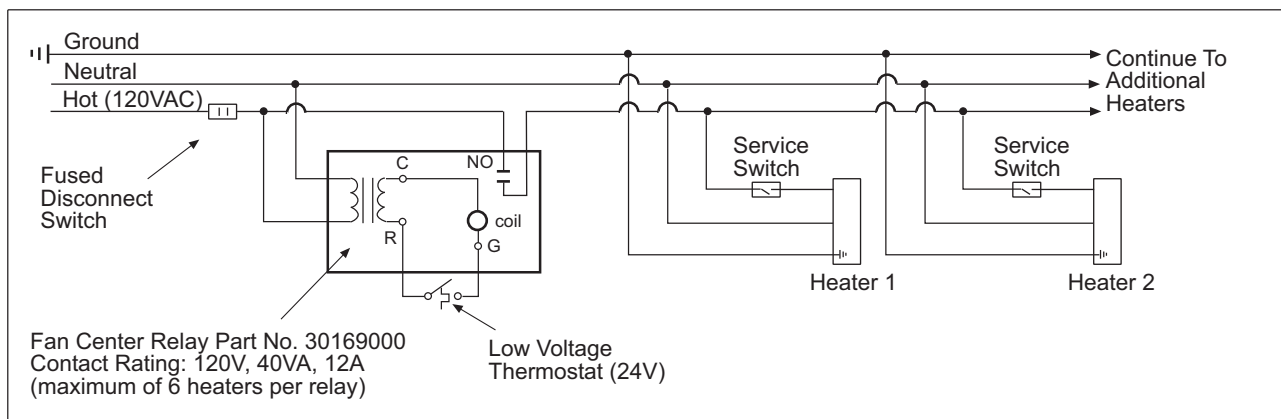 Ground
Neutral
Hot (120VAC)
Continue To
Additional
Heaters
Fused
Disconnect
Switch
C
NO
R
coil
G
Service
Switch
Service
Switch
Heater 1
Heater 2
Fan Center Relay Part No. 30169000
Contact Rating: 120V, 40VA, 12A
(maximum of 6 heaters per relay)
Low Voltage
Thermostat (24V)